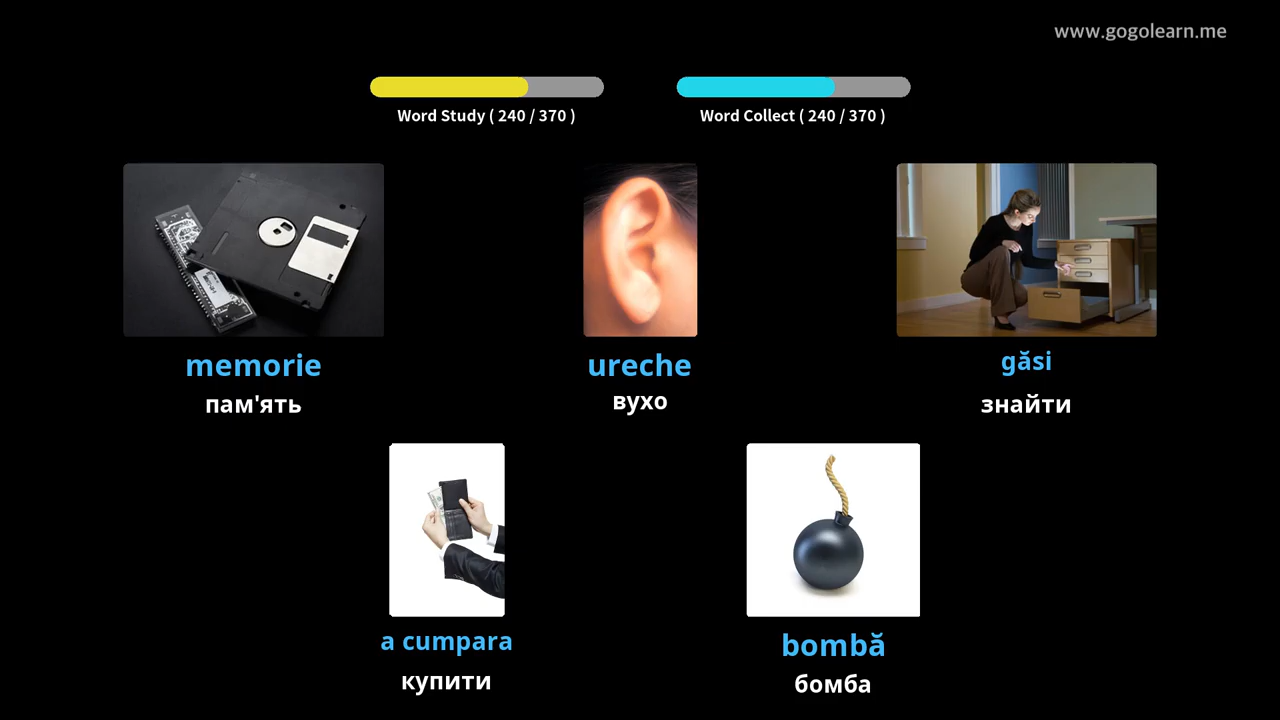 www.gogolearn.me
Word Study ( 240 / 370 )
Word Collect ( 240 / 370 )
memorie
пам'ять
ureche
вухо
găsi
знайти
a cumpara
купити
bombă
бомба